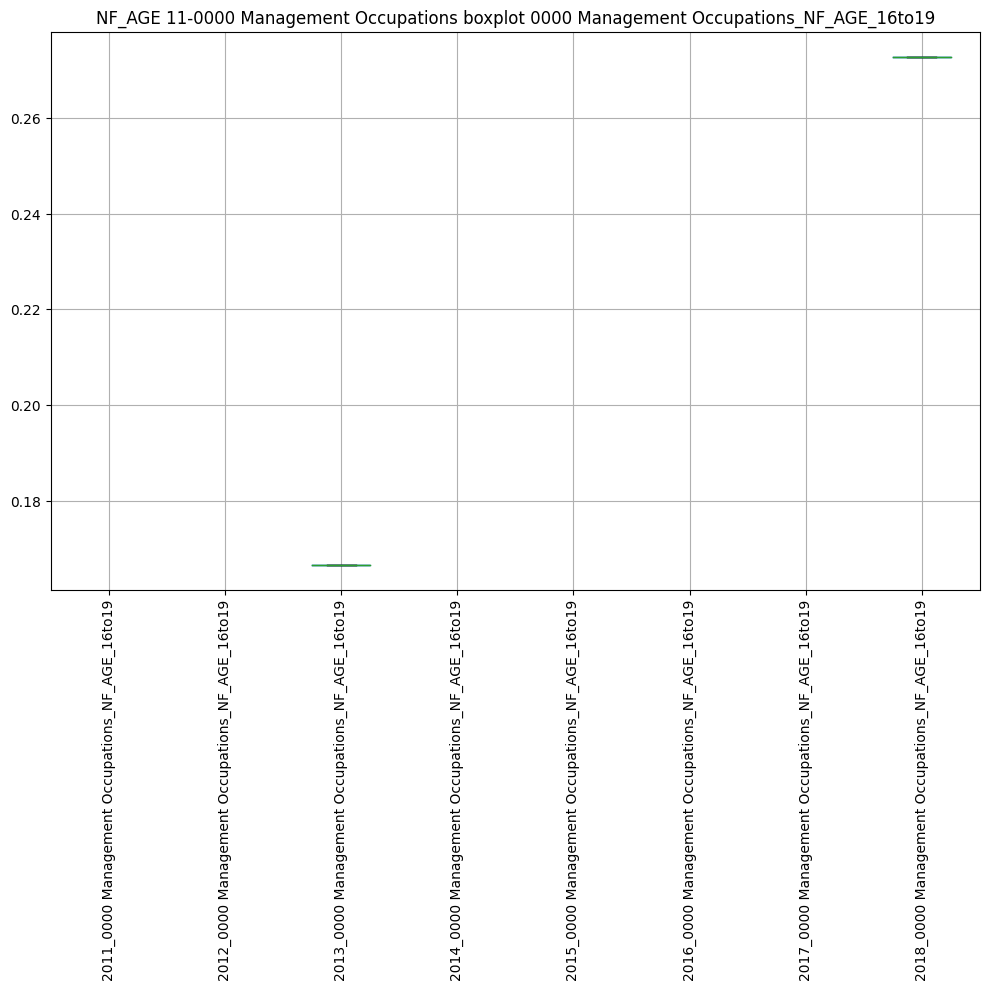 NF_AGE 11-0000 Management Occupations boxplot 0000 Management Occupations_NF_AGE_16to19
0.26
0.24
0.22
0.20
0.18
2011_0000 Management Occupations_NF_AGE_16to19
2012_0000 Management Occupations_NF_AGE_16to19
2013_0000 Management Occupations_NF_AGE_16to19
2014_0000 Management Occupations_NF_AGE_16to19
2015_0000 Management Occupations_NF_AGE_16to19
2016_0000 Management Occupations_NF_AGE_16to19
2017_0000 Management Occupations_NF_AGE_16to19
2018_0000 Management Occupations_NF_AGE_16to19